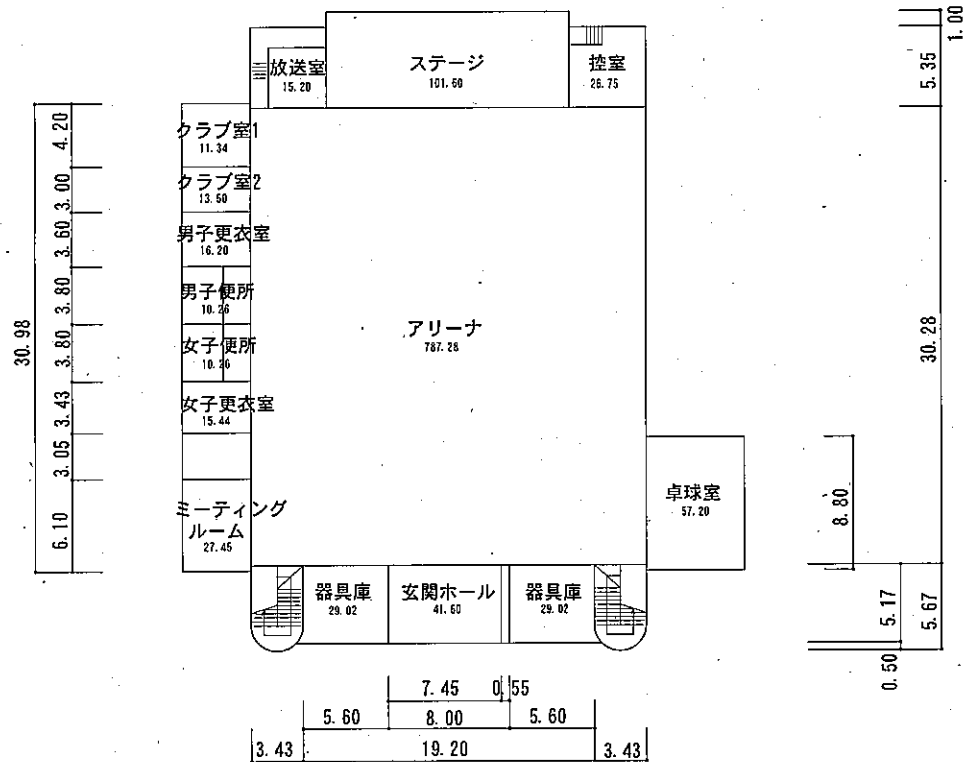 放送室
15.20
ステージ
101.60
控室
26.75
1.00
5.35
クラブ室1
11.34
クラブ室2
13.50
男子更衣室
16.20
男子便所
10.26
女子便所
10.26
女子更衣室
15.44
ミーティング
ルーム
27.45
アリーナ
787.28
卓球室
57.20
器具庫
29.02
玄関ホール
41.60
器具庫
29.02
4.20
3.00
3.60
3.80
3.80
3.43
3.05
6.10
30.98
30.28
8.80
5.17
5.67
0.50
7.45
0.55
5.60
8.00
5.60
3.43
19.20
3.43